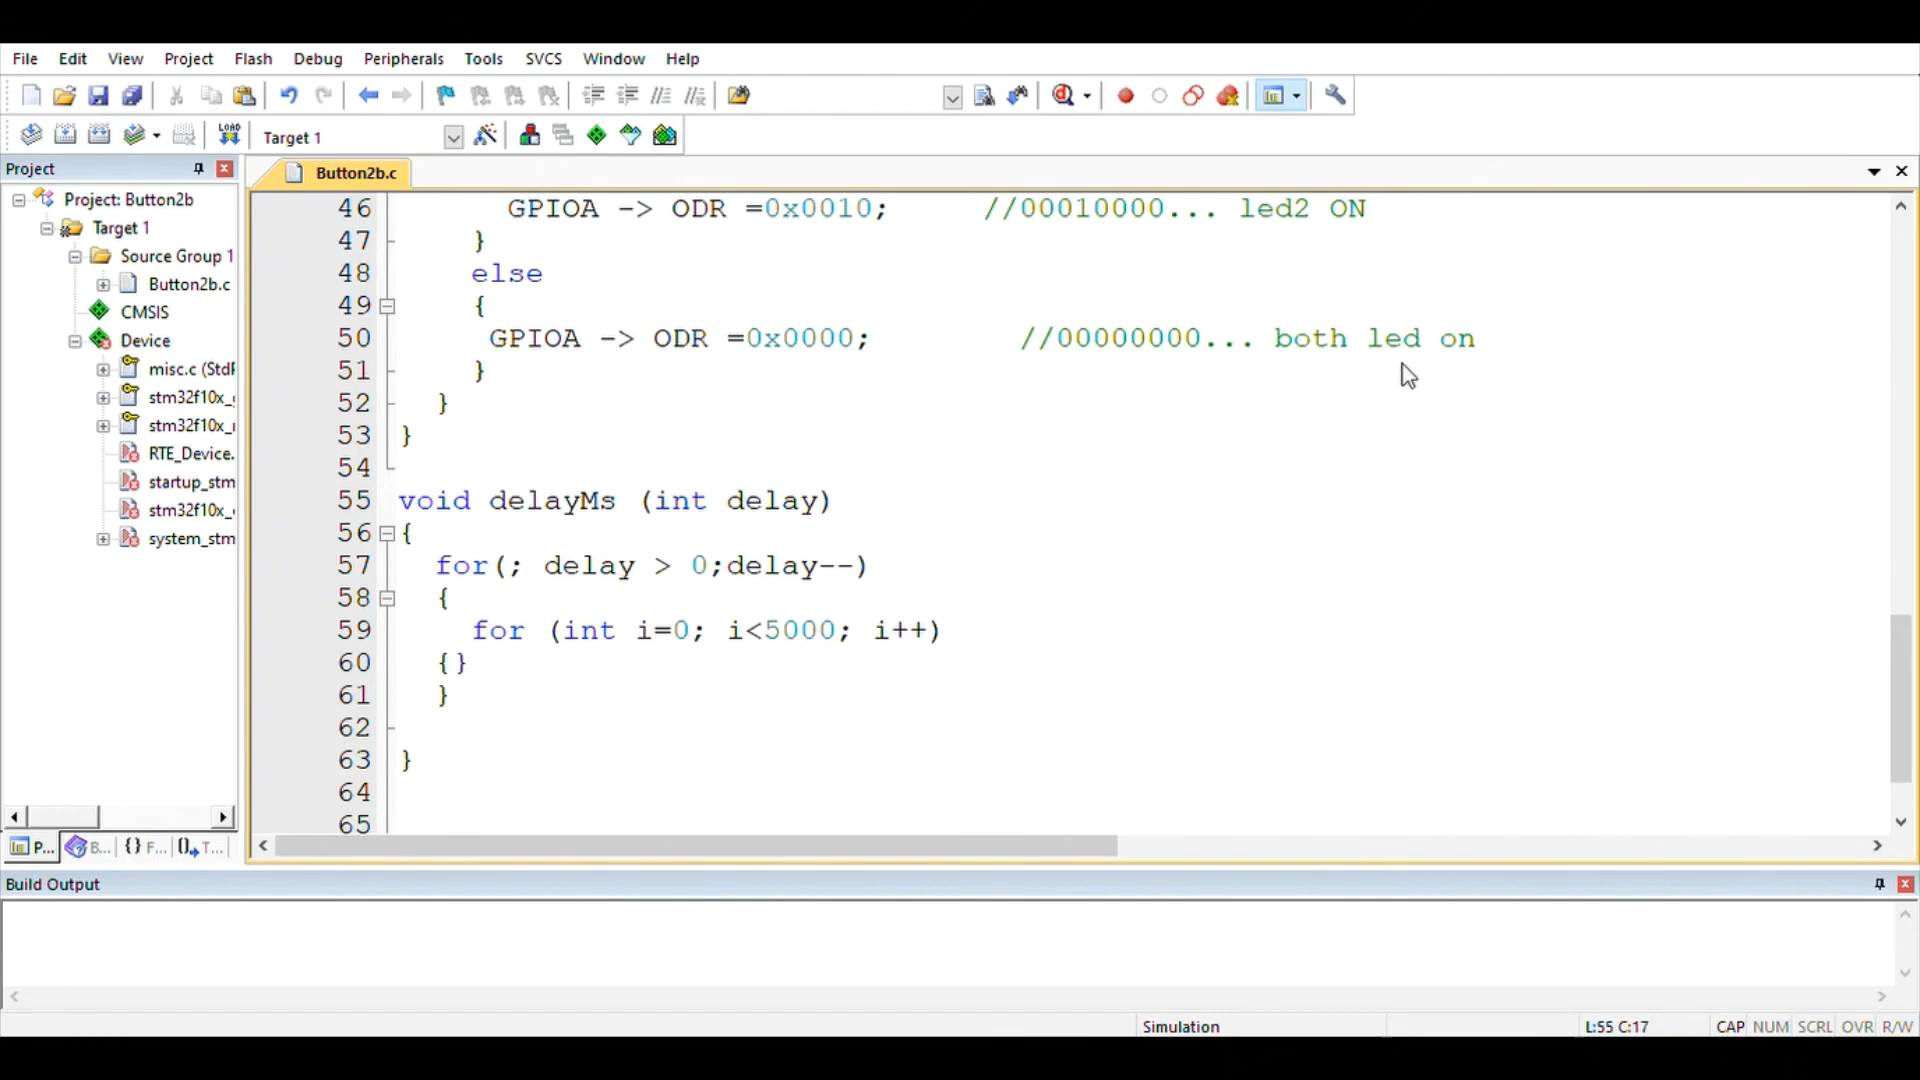 File Edit View Project Flash Debug Peripherals Tools SVCS Window Help
LOAD Target 1
Project
Button2b.c
Project: Button2b
Target 1
Source Group 1
Button2b.c
CMSIS
Device
misc.c (StdP
stm32f10x_
stm32f10x_
RTE_Device.
startup_stm
stm32f10x_
system_stm
P... B... {} F... T...
46 GPIOA -> ODR =0x0010; //00010000... led2 ON
47 }
48 else
49 {
50 GPIOA -> ODR =0x0000; //00000000... both led on
51 }
52 }
53 }
54
55 void delayMs (int delay)
56 {
57 for(; delay > 0;delay--)
58 {
59 for (int i=0; i<5000; i++)
60 {}
61 }
62
63 }
64
65
Build Output
Simulation L:55 C:17 CAP NUM SCRL OVR R/W